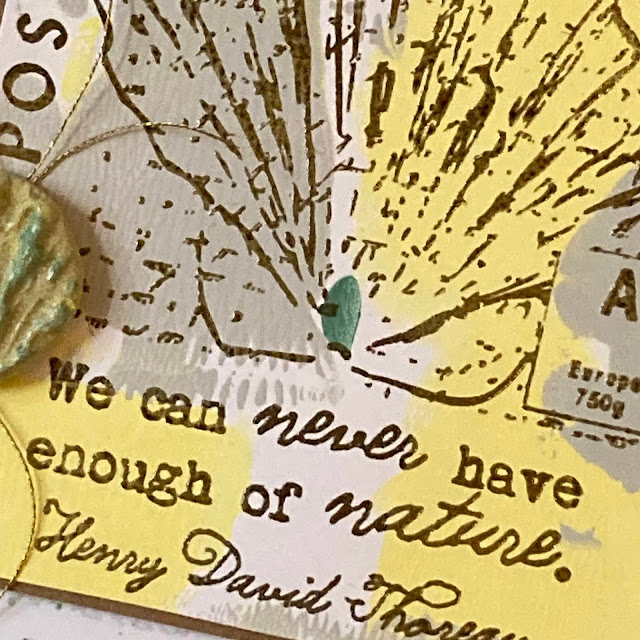 POS
A
Europe
750g
We can never have
enough of nature.
Henry David Thoreau